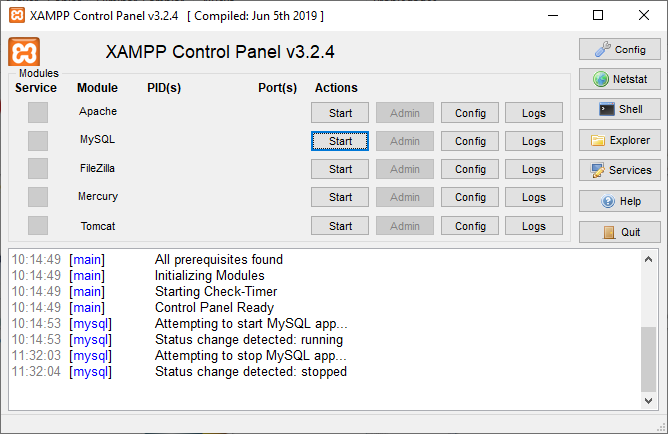 XAMPP Control Panel v3.2.4 [ Compiled: Jun 5th 2019 ]
XAMPP Control Panel v3.2.4
Config
Modules
Service Module PID(s) Port(s) Actions
Netstat
Apache Start Admin Config Logs
Shell
MySQL Start Admin Config Logs
Explorer
FileZilla Start Admin Config Logs
Services
Mercury Start Admin Config Logs
Help
Tomcat Start Admin Config Logs
Quit
10:14:49 [main] All prerequisites found
10:14:49 [main] Initializing Modules
10:14:49 [main] Starting Check-Timer
10:14:49 [main] Control Panel Ready
10:14:53 [mysql] Attempting to start MySQL app...
10:14:53 [mysql] Status change detected: running
11:32:03 [mysql] Attempting to stop MySQL app...
11:32:04 [mysql] Status change detected: stopped